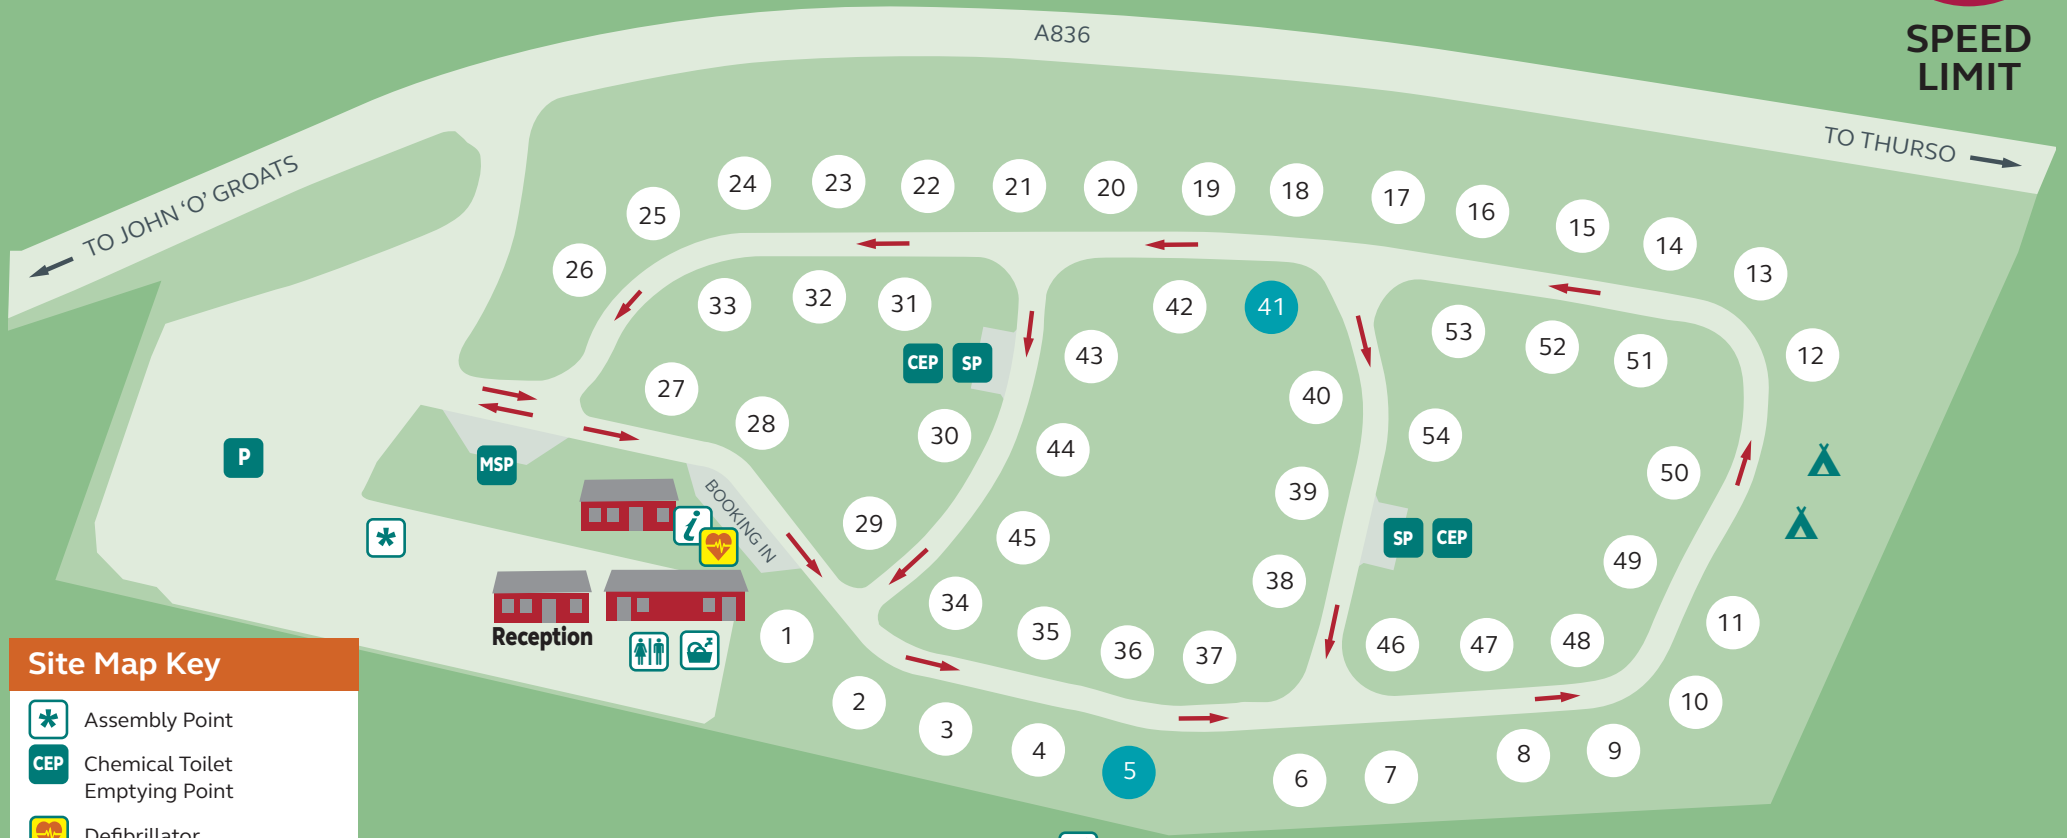 A836
SPEED
LIMIT
TO THURSO
TO JOHN ‘O’ GROATS
24
23
22
21
20
19
18
17
16
15
14
13
25
26
12
33
32
31
42
41
53
52
51
CEP
SP
43
27
28
30
40
44
54
50
P
MSP
BOOKING IN
i
*
29
45
39
38
SP
CEP
49
34
35
36
37
46
47
48
11
Reception
1
2
3
4
5
6
7
8
9
10
Site Map Key
* Assembly Point
CEP Chemical Toilet
Emptying Point
Defibrillator